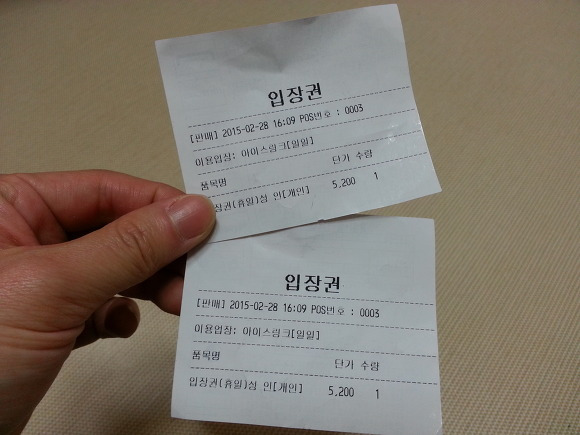 입장권
[판매] 2015-02-28 16:09 POS번호 : 0003
이용업장: 아이스링크[일일]
품목명 단가 수량
장권(휴일)성 인[개인] 5,200 1
입장권
[판매] 2015-02-28 16:09 POS번호 : 0003
이용업장: 아이스링크[일일]
품목명 단가 수량
입장권(휴일)성 인[개인] 5,200 1